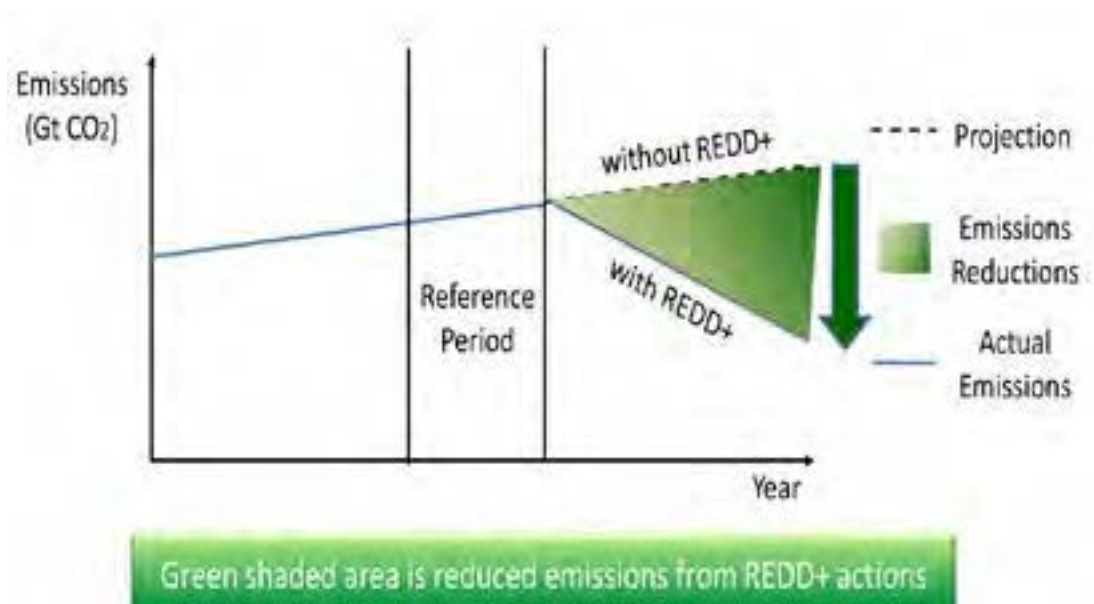 Emissions
(Gt CO2)
without REDD+
with REDD+
Reference
Period
Projection
Emissions
Reductions
Actual
Emissions
Year
Green shaded area is reduced emissions from REDD+ actions